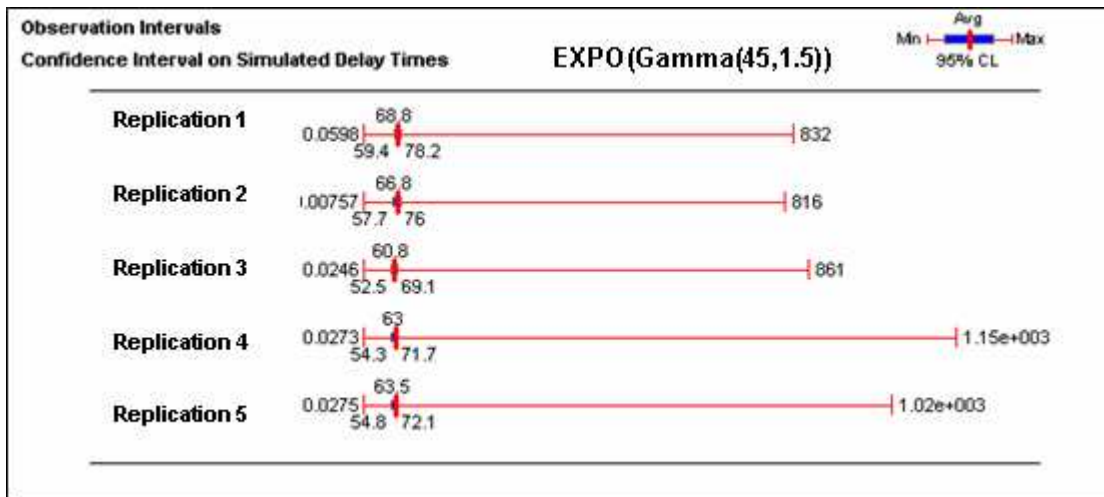 Observation Intervals
Confidence Interval on Simulated Delay Times
EXPO(Gamma(45,1.5))
Avg
Min Max
95% CL
Replication 1
68.8
0.0598 832
59.4 78.2
Replication 2
66.8
0.00757 816
57.7 76
Replication 3
60.8
0.0246 861
52.5 69.1
Replication 4
63
0.0273 1.15e+003
54.3 71.7
Replication 5
63.5
0.0275 1.02e+003
54.8 72.1